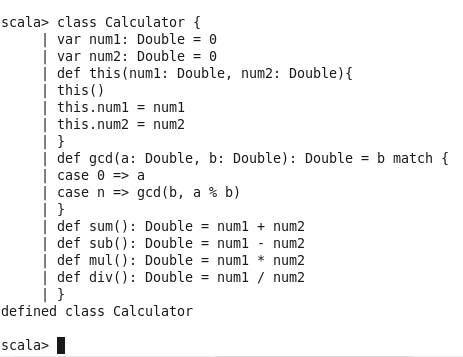 scala> class Calculator {
     | var num1: Double = 0
     | var num2: Double = 0
     | def this(num1: Double, num2: Double){
     | this()
     | this.num1 = num1
     | this.num2 = num2
     | }
     | def gcd(a: Double, b: Double): Double = b match {
     | case 0 => a
     | case n => gcd(b, a % b)
     | }
     | def sum(): Double = num1 + num2
     | def sub(): Double = num1 - num2
     | def mul(): Double = num1 * num2
     | def div(): Double = num1 / num2
     | }
defined class Calculator

scala>